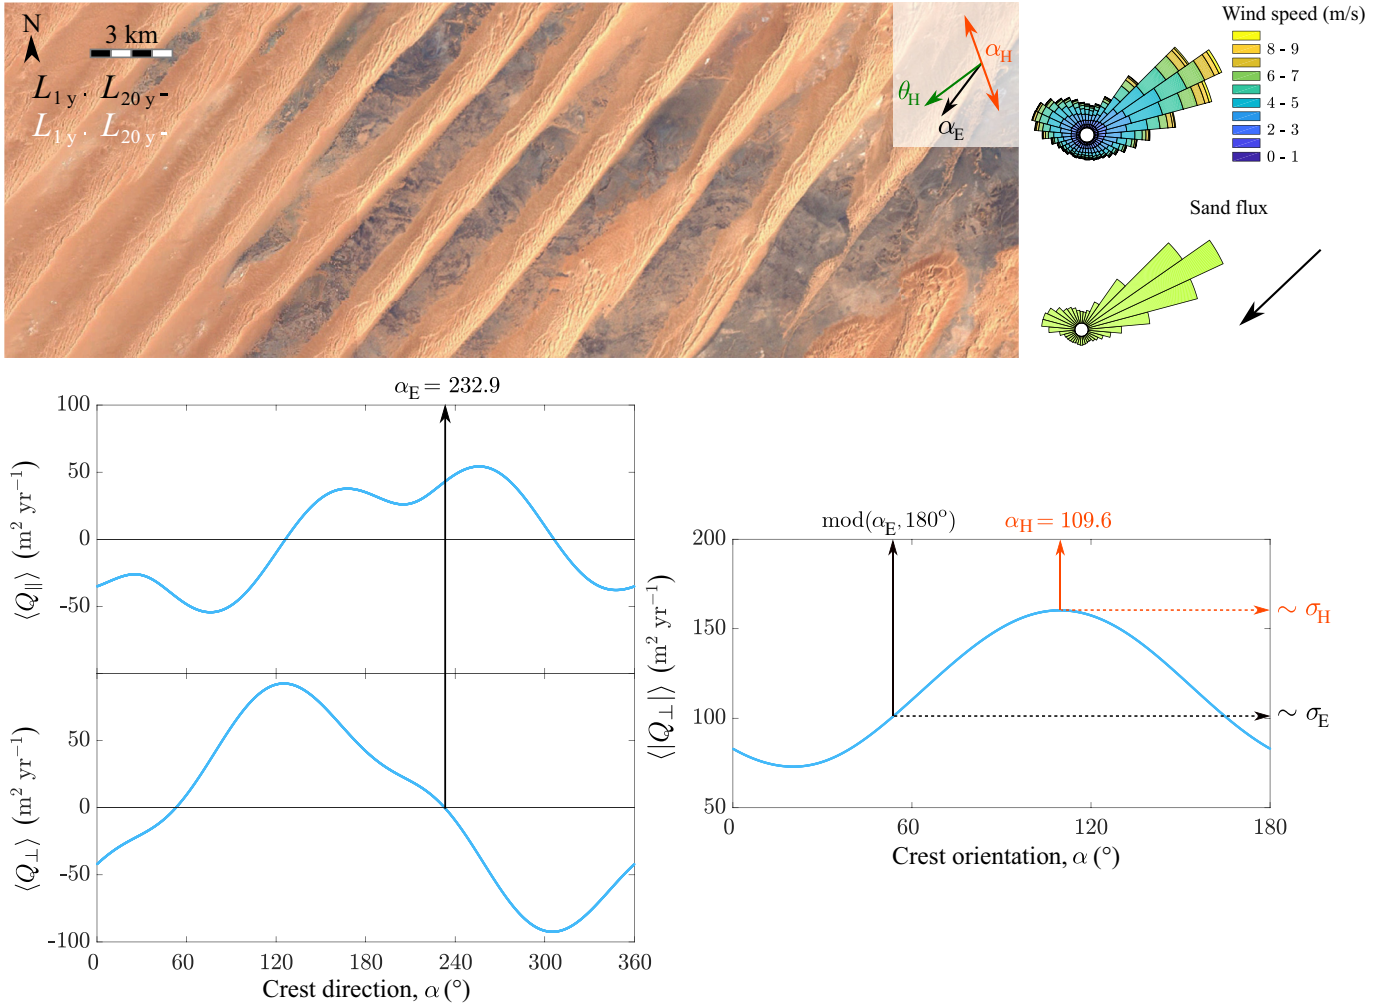 N
3 km
L1 y . L20 y -
L1 y . L20 y -
αH
θH
αE
Wind speed (m/s)
8 - 9
6 - 7
4 - 5
2 - 3
0 - 1
Sand flux
αE = 232.9
100
50
0
-50
⟨Q∥⟩ (m² yr⁻¹)
50
0
-50
-100
⟨Q⊥⟩ (m² yr⁻¹)
0 60 120 180 240 300 360
Crest direction, α (°)
mod(αE, 180°)
αH = 109.6
200
150
100
50
⟨|Q⊥|⟩ (m² yr⁻¹)
∼ σH
∼ σE
0 60 120 180
Crest orientation, α (°)